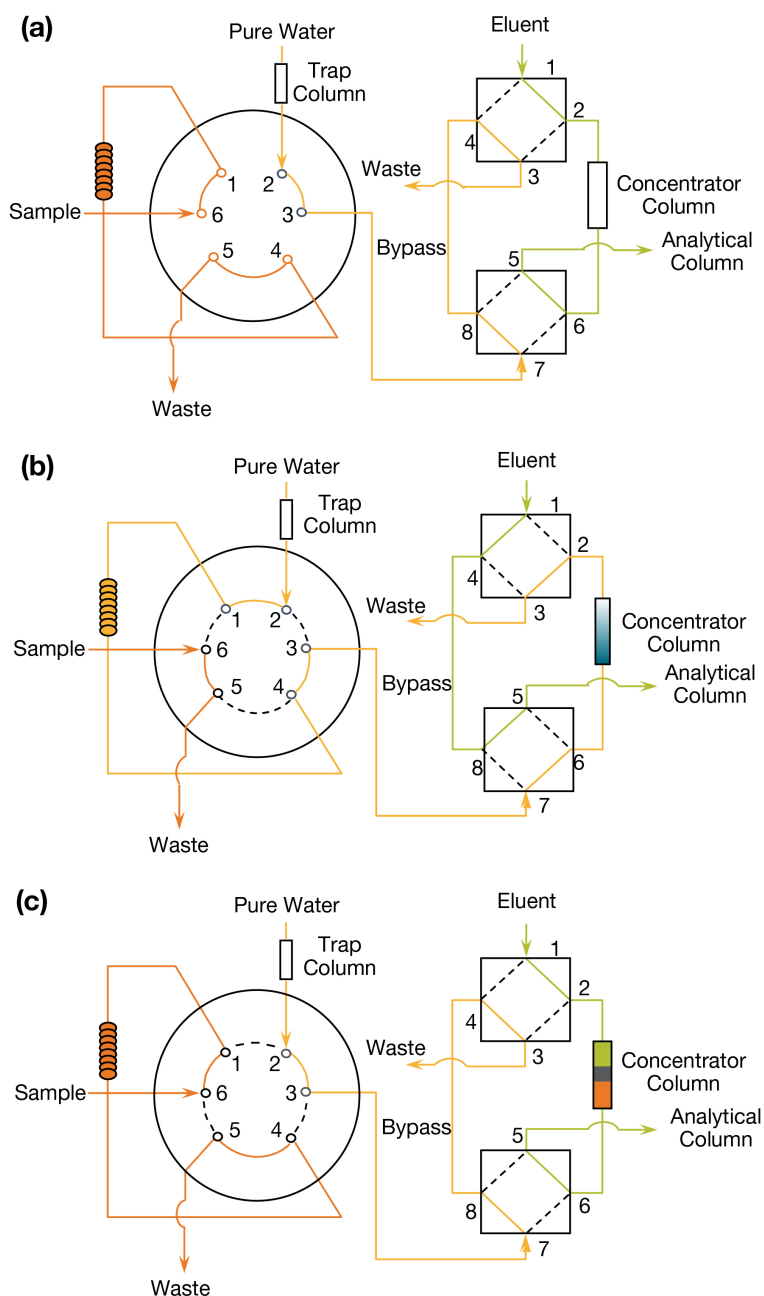 (a)
Pure Water
Eluent
Trap
Column
1
2
4
3
Waste
1
2
Sample
6
3
Concentrator
Column
5
4
Bypass
5
Analytical
Column
8
6
7
Waste
(b)
Pure Water
Eluent
Trap
Column
1
2
4
3
Waste
1
2
Sample
6
3
Concentrator
Column
5
4
Bypass
5
Analytical
Column
8
6
7
Waste
(c)
Pure Water
Eluent
Trap
Column
1
2
4
3
Waste
1
2
Sample
6
3
Concentrator
Column
5
4
Bypass
5
Analytical
Column
8
6
7
Waste